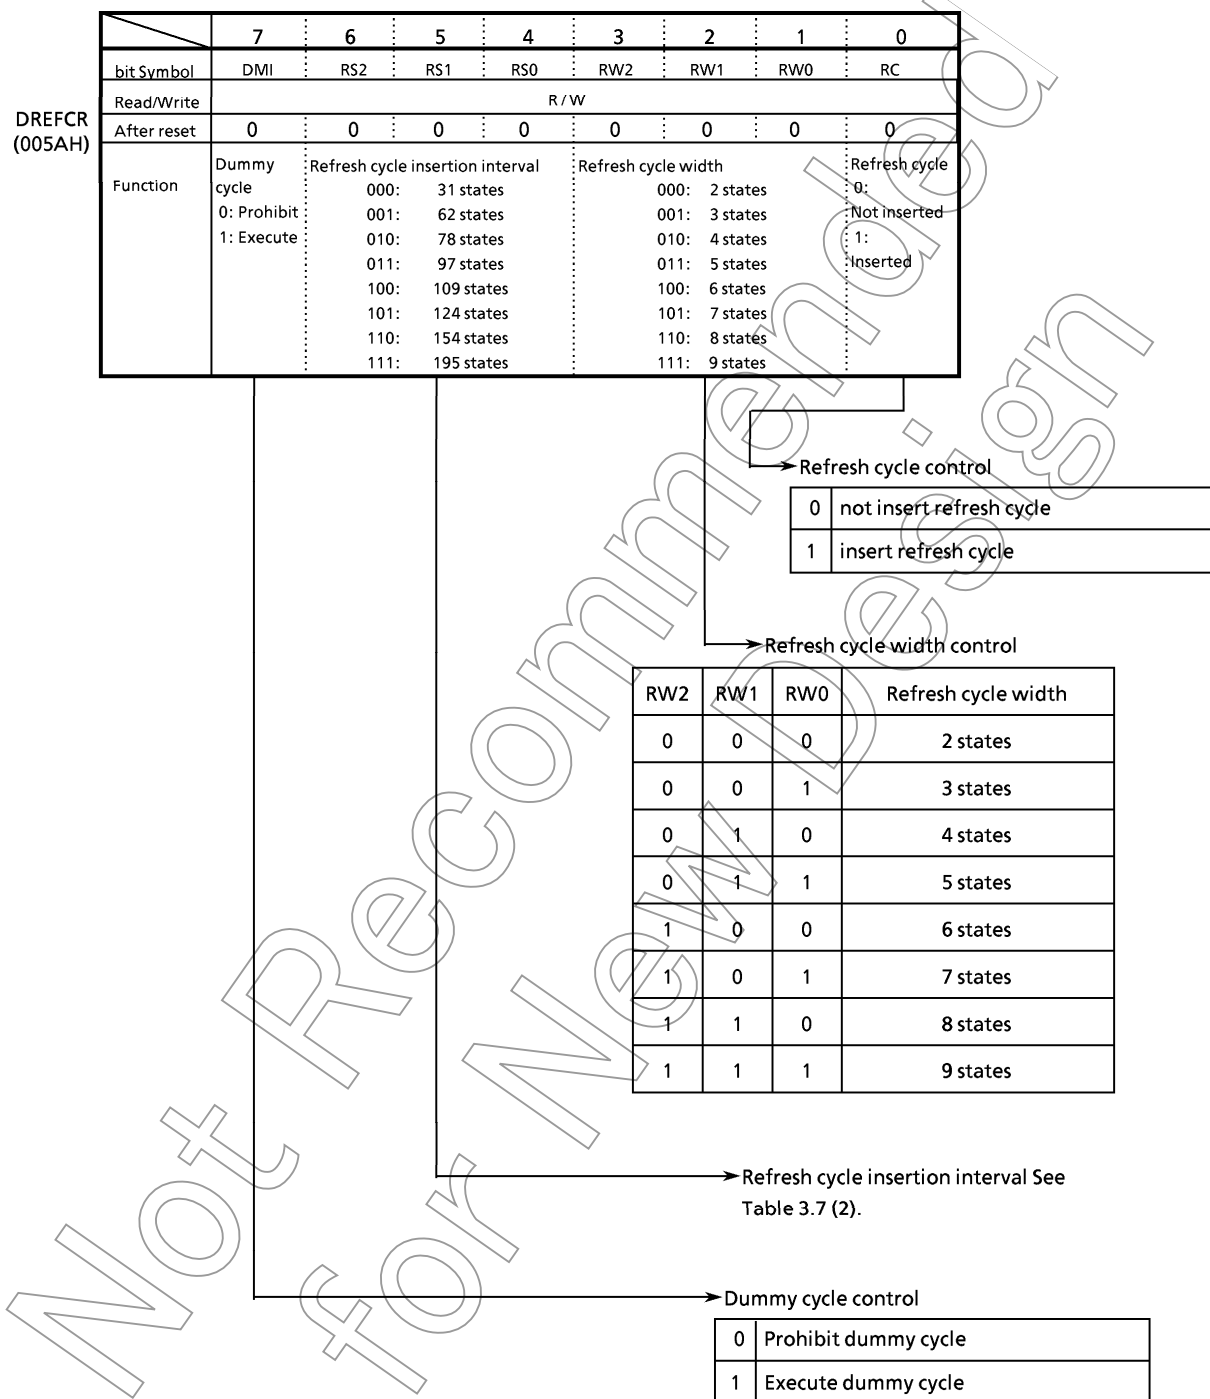 7 6 5 4 3 2 1 0
bit Symbol DMI RS2 RS1 RS0 RW2 RW1 RW0 RC
Read/Write R / W
DREFCR
(005AH)
After reset 0 0 0 0 0 0 0 0
Function
Dummy
cycle
0: Prohibit
1: Execute
Refresh cycle insertion interval
000: 31 states
001: 62 states
010: 78 states
011: 97 states
100: 109 states
101: 124 states
110: 154 states
111: 195 states
Refresh cycle width
000: 2 states
001: 3 states
010: 4 states
011: 5 states
100: 6 states
101: 7 states
110: 8 states
111: 9 states
Refresh cycle
0:
Not inserted
1:
Inserted
Refresh cycle control
0 not insert refresh cycle
1 insert refresh cycle
Refresh cycle width control
RW2 RW1 RW0 Refresh cycle width
0 0 0 2 states
0 0 1 3 states
0 1 0 4 states
0 1 1 5 states
1 0 0 6 states
1 0 1 7 states
1 1 0 8 states
1 1 1 9 states
Refresh cycle insertion interval See
Table 3.7 (2).
Dummy cycle control
0 Prohibit dummy cycle
1 Execute dummy cycle
Not Recommended
for New Design